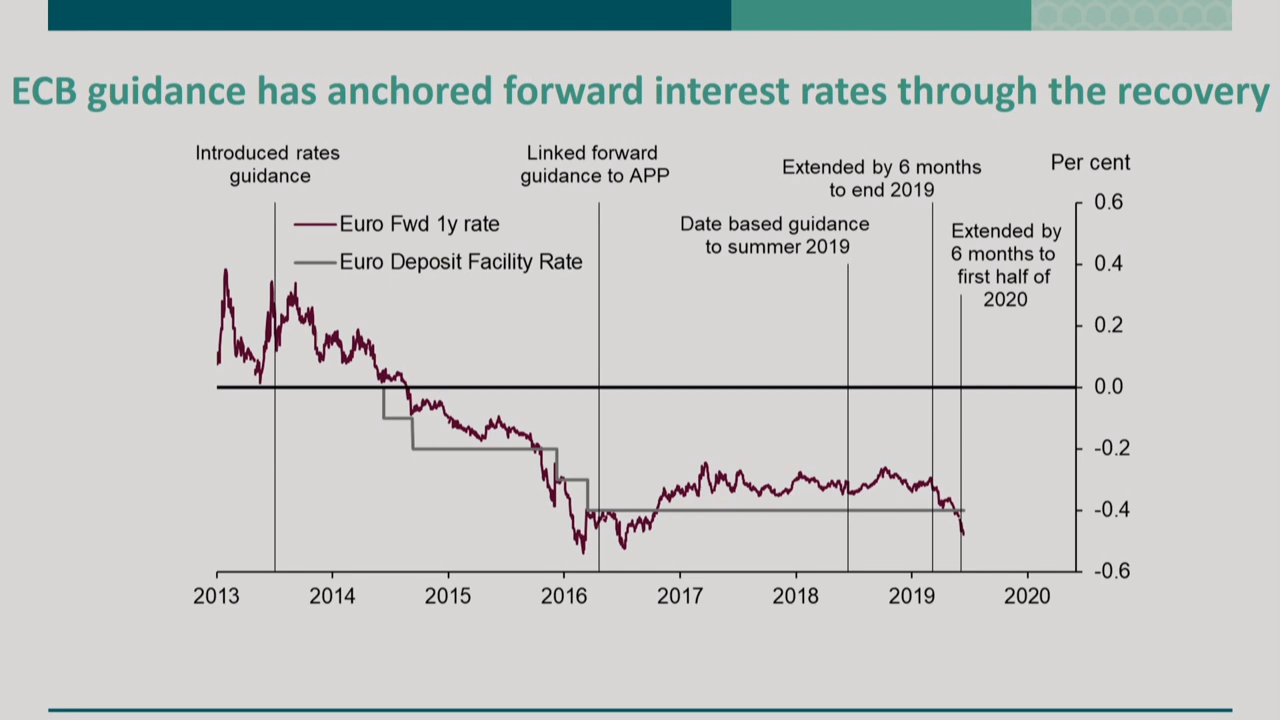 ECB guidance has anchored forward interest rates through the recovery
Introduced rates
guidance
Linked forward
guidance to APP
Extended by 6 months
to end 2019
Per cent
Date based guidance
to summer 2019
Extended by
6 months to
first half of
2020
Euro Fwd 1y rate
Euro Deposit Facility Rate
0.6
0.4
0.2
0.0
-0.2
-0.4
-0.6
2013 2014 2015 2016 2017 2018 2019 2020